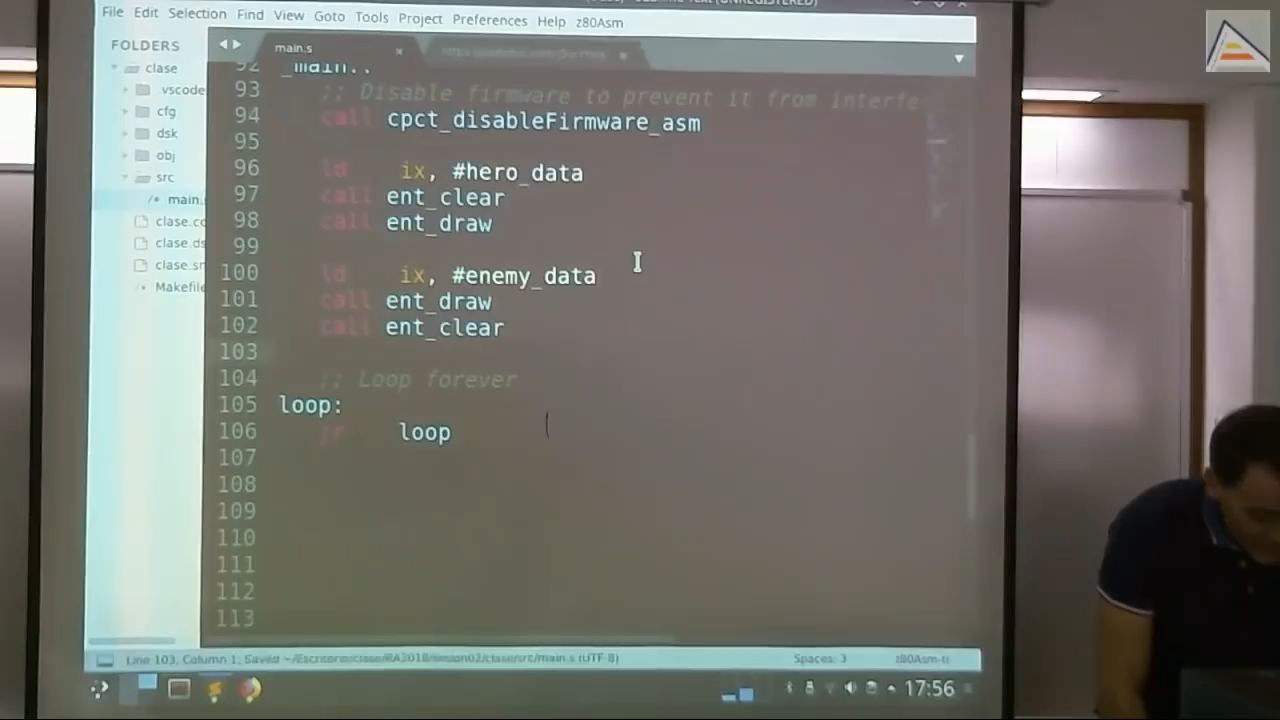 File Edit Selection Find View Goto Tools Project Preferences Help z80Asm
FOLDERS
clase
.vscode
cfg
dsk
obj
src
main.
clase.
clase.ds
clase.
Makefile
main.s
92 _main::
93 ;; Disable firmware to prevent it from interfe
94 call cpct_disableFirmware_asm
95
96 ld ix, #hero_data
97 call ent_clear
98 call ent_draw
99
100 ld ix, #enemy_data
101 call ent_draw
102 call ent_clear
103
104 ;; Loop forever
105 loop:
106 jr loop
107
108
109
110
111
112
113
Line 103, Column 1; Saved (UTF-8)
Spaces: 3
17:56